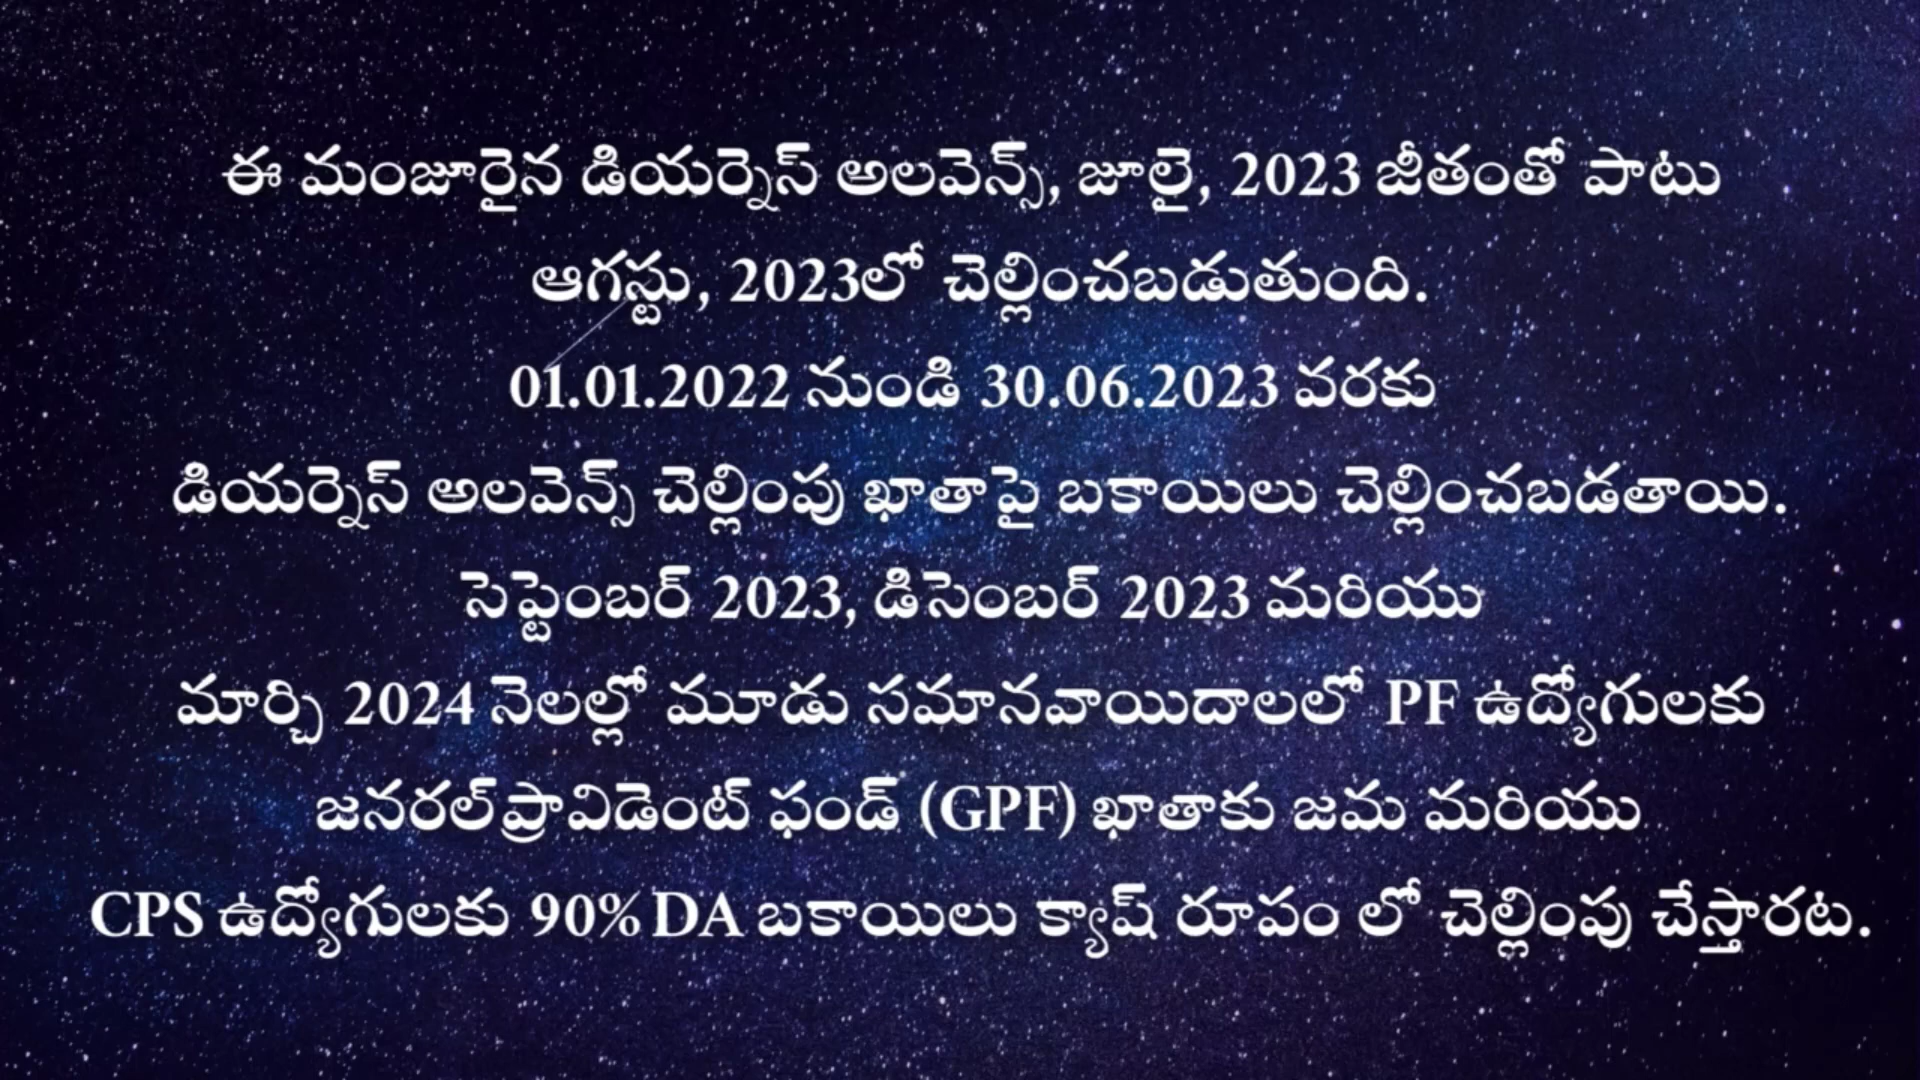 ఈ మంజూరైన డియర్నెస్ అలవెన్స్, జూలై, 2023 జీతంతో పాటు
ఆగస్టు, 2023లో చెల్లించబడుతుంది.
01.01.2022 నుండి 30.06.2023 వరకు
డియర్నెస్ అలవెన్స్ చెల్లింపు ఖాతాపై బకాయిలు చెల్లించబడతాయి.
సెప్టెంబర్ 2023, డిసెంబర్ 2023 మరియు
మార్చి 2024 నెలల్లో మూడు సమానవాయిదాలలో PF ఉద్యోగులకు
జనరల్‌ప్రావిడెంట్ ఫండ్ (GPF) ఖాతాకు జమ మరియు
CPS ఉద్యోగులకు 90% DA బకాయిలు క్యాష్ రూపం లో చెల్లింపు చేస్తారట.